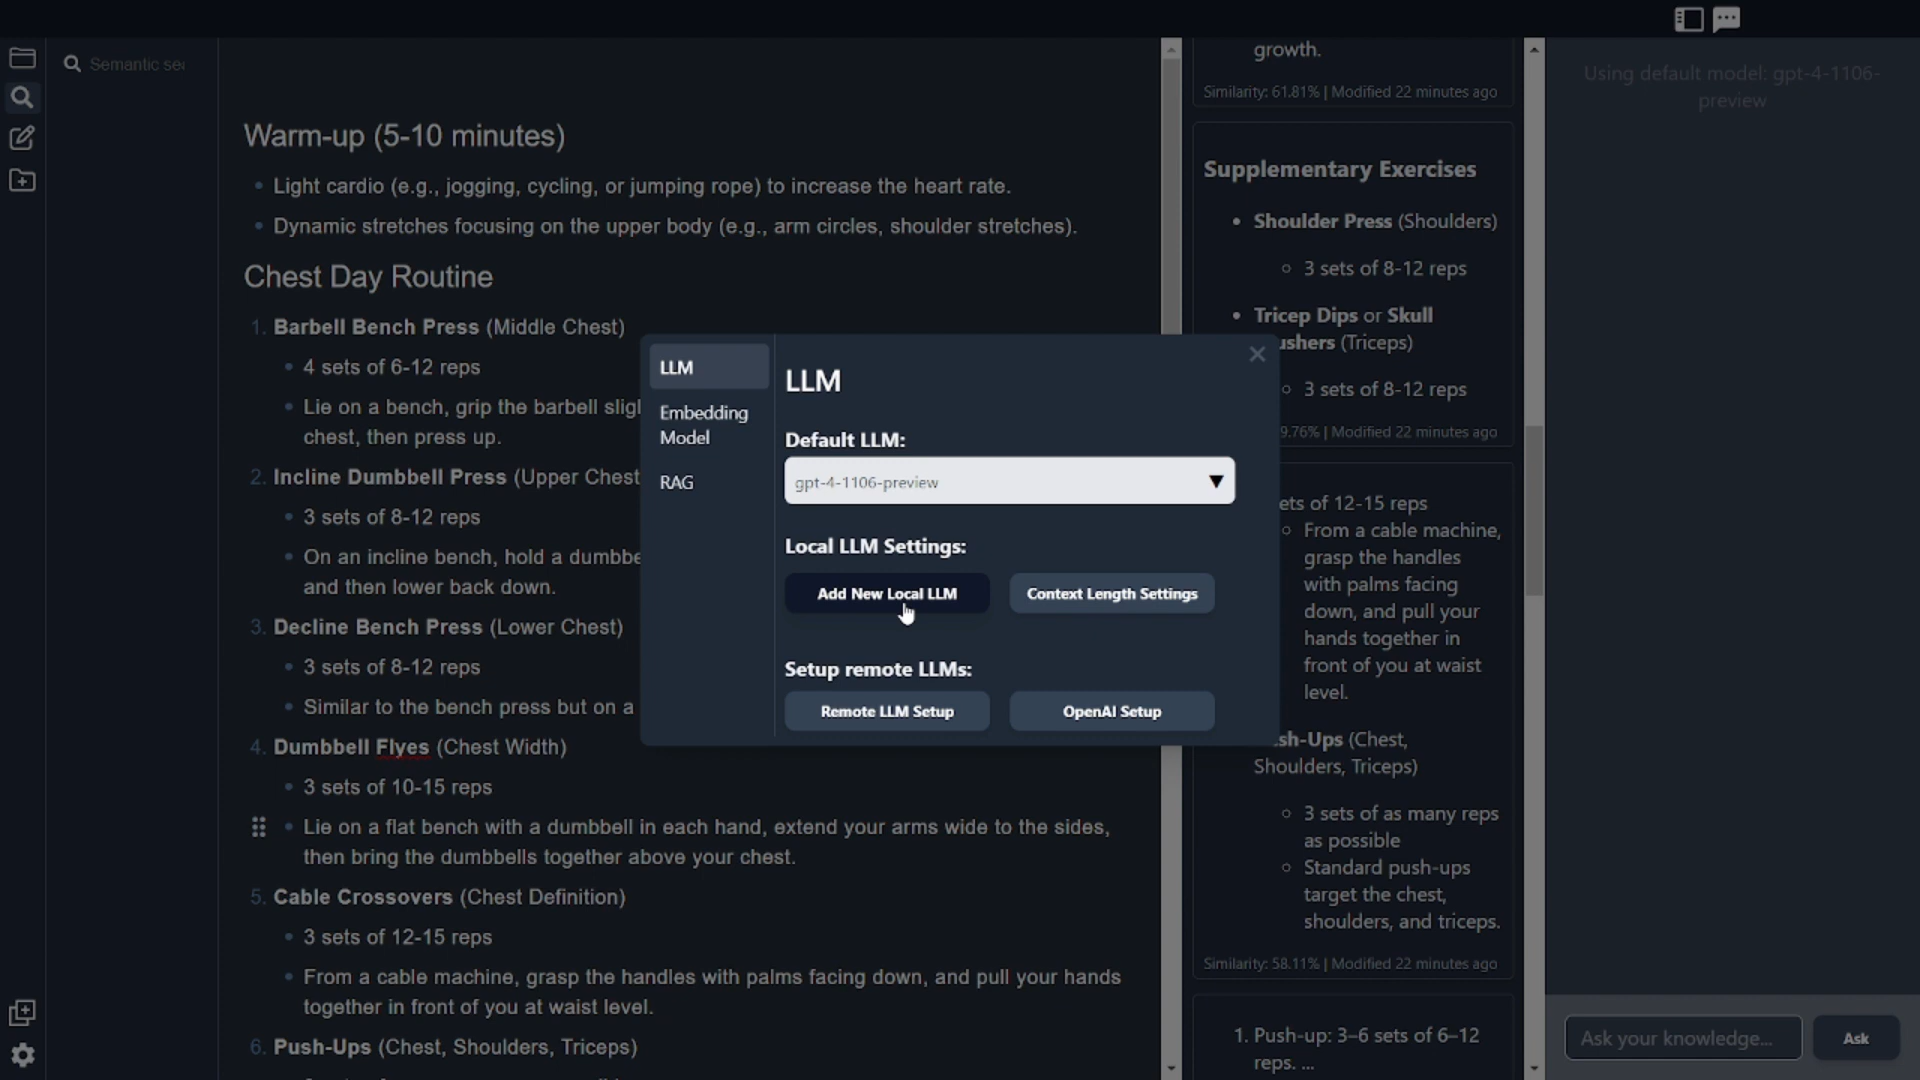 Semantic se
Warm-up (5-10 minutes)
Light cardio (e.g., jogging, cycling, or jumping rope) to increase the heart rate.
Dynamic stretches focusing on the upper body (e.g., arm circles, shoulder stretches).
Chest Day Routine
1. Barbell Bench Press (Middle Chest)
4 sets of 6-12 reps
Lie on a bench, grip the barbell
chest, then press up.
2. Incline Dumbbell Press (Upper Chest
3 sets of 8-12 reps
On an incline bench, hold a
and then lower back down.
3. Decline Bench Press (Lower Chest)
3 sets of 8-12 reps
Similar to the bench press but on a
4. Dumbbell Flyes (Chest Width)
3 sets of 10-15 reps
Lie on a flat bench with a dumbbell in each hand, extend your arms wide to the sides,
then bring the dumbbells together above your chest.
5. Cable Crossovers (Chest Definition)
3 sets of 12-15 reps
From a cable machine, grasp the handles with palms facing down, and pull your hands
together in front of you at waist level.
6. Push-Ups (Chest, Shoulders, Triceps)
LLM
Embedding
Model
RAG
LLM
Default LLM:
gpt-4-1106-preview
Local LLM Settings:
Add New Local LLM
Context Length Settings
Setup remote LLMs:
Remote LLM Setup
OpenAI Setup
growth.
Similarity: 61.81% | Modified 22 minutes ago
Supplementary Exercises
Shoulder Press (Shoulders)
3 sets of 8-12 reps
Tricep Dips or Skull
ushers (Triceps)
3 sets of 8-12 reps
9.76% | Modified 22 minutes ago
ets of 12-15 reps
From a cable machine,
grasp the handles
with palms facing
down, and pull your
hands together in
front of you at waist
level.
sh-Ups (Chest,
Shoulders, Triceps)
3 sets of as many reps
as possible
Standard push-ups
target the chest,
shoulders, and triceps.
Similarity: 58.11% | Modified 22 minutes ago
1. Push-up: 3–6 sets of 6–12
reps. ...
Using default model: gpt-4-1106-
preview
Ask your knowledge...
Ask